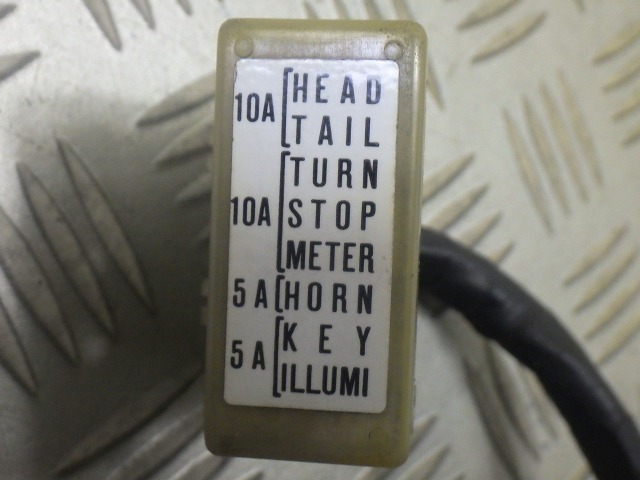 10A HEAD
TAIL
TURN
10A STOP
METER
5A HORN
5A KEY
ILLUMI